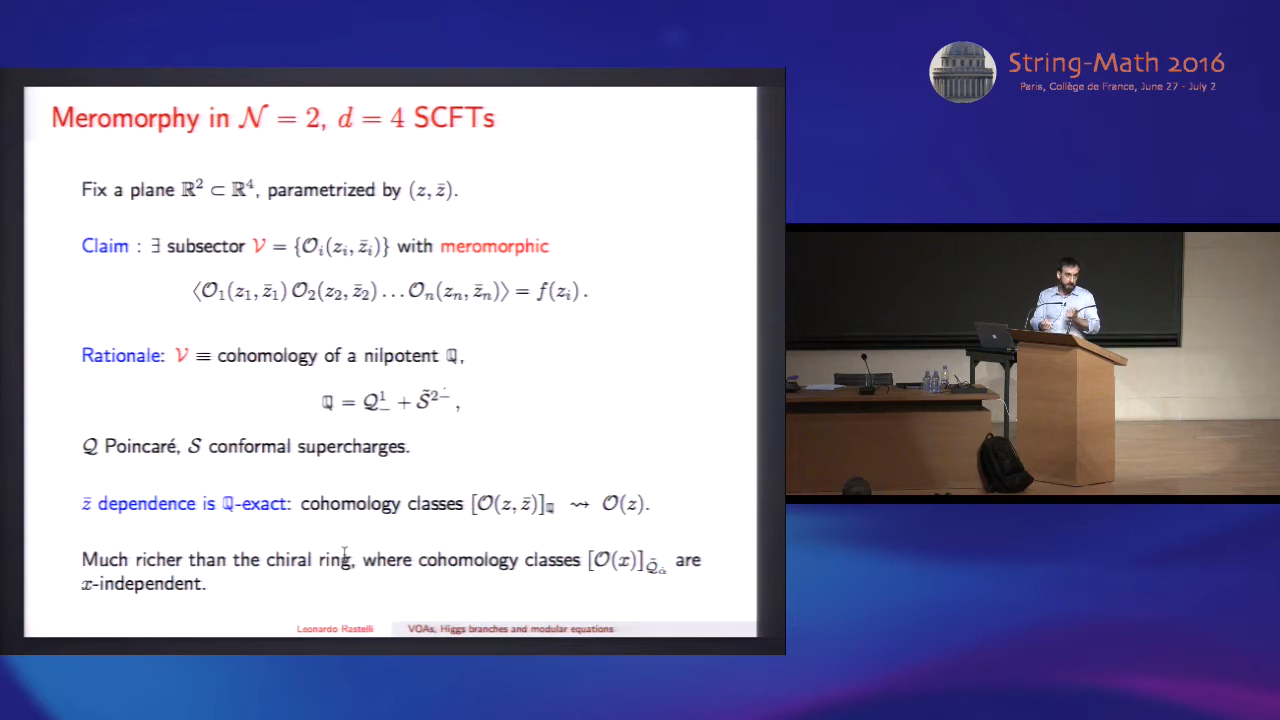 String-Math 2016
Paris, Collège de France, June 27 - July 2
Meromorphy in 𝒩 = 2, d = 4 SCFTs
Fix a plane ℝ² ⊂ ℝ⁴, parametrized by (z, z̄).
Claim : ∃ subsector 𝒱 = {𝒪ᵢ(zᵢ, z̄ᵢ)} with meromorphic
⟨𝒪₁(z₁, z̄₁) 𝒪₂(z₂, z̄₂) … 𝒪ₙ(zₙ, z̄ₙ)⟩ = f(zᵢ) .
Rationale: 𝒱 ≡ cohomology of a nilpotent ℚ,
ℚ = 𝒬¹₋ + 𝒮̃^{2∸} ,
𝒬 Poincaré, 𝒮 conformal supercharges.
z̄ dependence is ℚ-exact: cohomology classes [𝒪(z, z̄)]_ℚ ⇝ 𝒪(z).
Much richer than the chiral ring, where cohomology classes [𝒪(x)]_{𝒬̃_α̇} are
x-independent.
Leonardo Rastelli VOAs, Higgs branches and modular equations